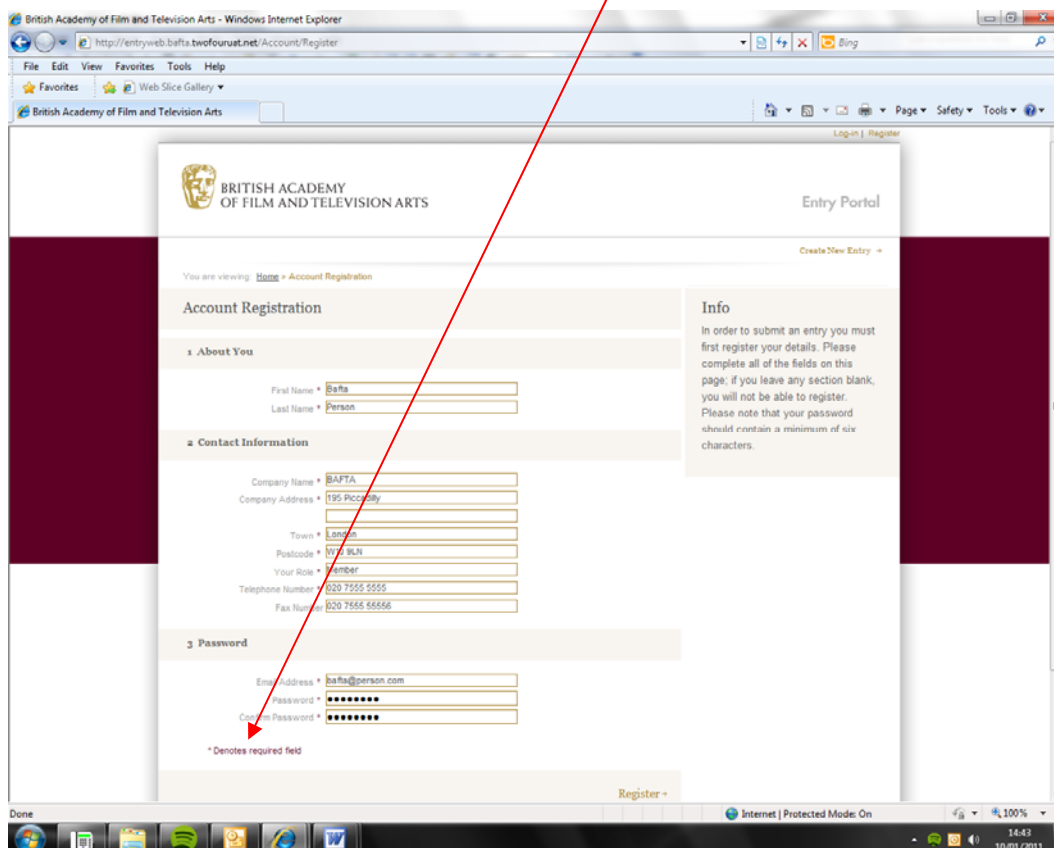 British Academy of Film and Television Arts - Windows Internet Explorer
http://entryweb.bafta.twofouruat.net/Account/Register
Bing
File Edit View Favorites Tools Help
Favorites Web Slice Gallery
British Academy of Film and Television Arts
Page Safety Tools
Log-in | Register
BRITISH ACADEMY
OF FILM AND TELEVISION ARTS
Entry Portal
Create New Entry
You are viewing: Home » Account Registration
Account Registration
1 About You
First Name * Bafta
Last Name * Person
2 Contact Information
Company Name * BAFTA
Company Address * 195 Piccadilly
Town * London
Postcode * W1J 9LN
Your Role * Member
Telephone Number * 020 7555 5555
Fax Number 020 7555 55556
3 Password
Email Address * bafta@person.com
Password * ●●●●●●●●
Confirm Password * ●●●●●●●●
* Denotes required field
Register
Info
In order to submit an entry you must
first register your details. Please
complete all of the fields on this
page; if you leave any section blank,
you will not be able to register.
Please note that your password
should contain a minimum of six
characters.
Done
Internet | Protected Mode: On
100%
14:43
10/01/2011